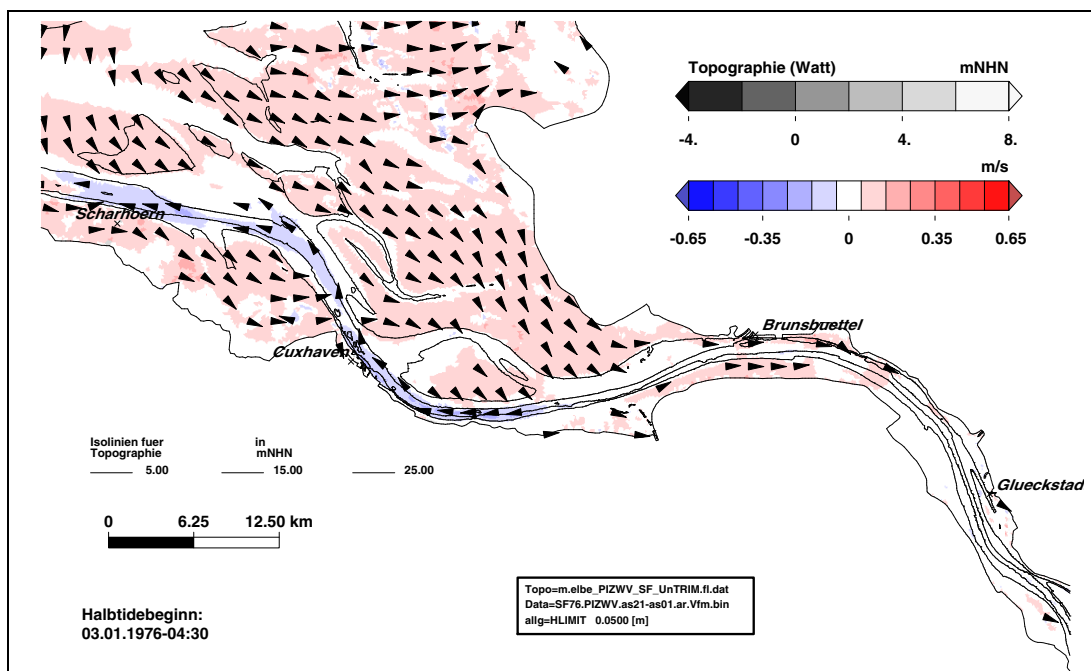 Topographie (Watt) mNHN
-4. 0 4. 8.
m/s
-0.65 -0.35 0 0.35 0.65
Scharhoern
Brunsbuettel
Cuxhaven
Glueckstad
Isolinien fuer in
Topographie mNHN
5.00 15.00 25.00
0 6.25 12.50 km
Halbtidebeginn:
03.01.1976-04:30
Topo=m.elbe_PIZWV_SF_UnTRIM.fl.dat
Data=SF76.PIZWV.as21-as01.ar.Vfm.bin
allg=HLIMIT 0.0500 [m]